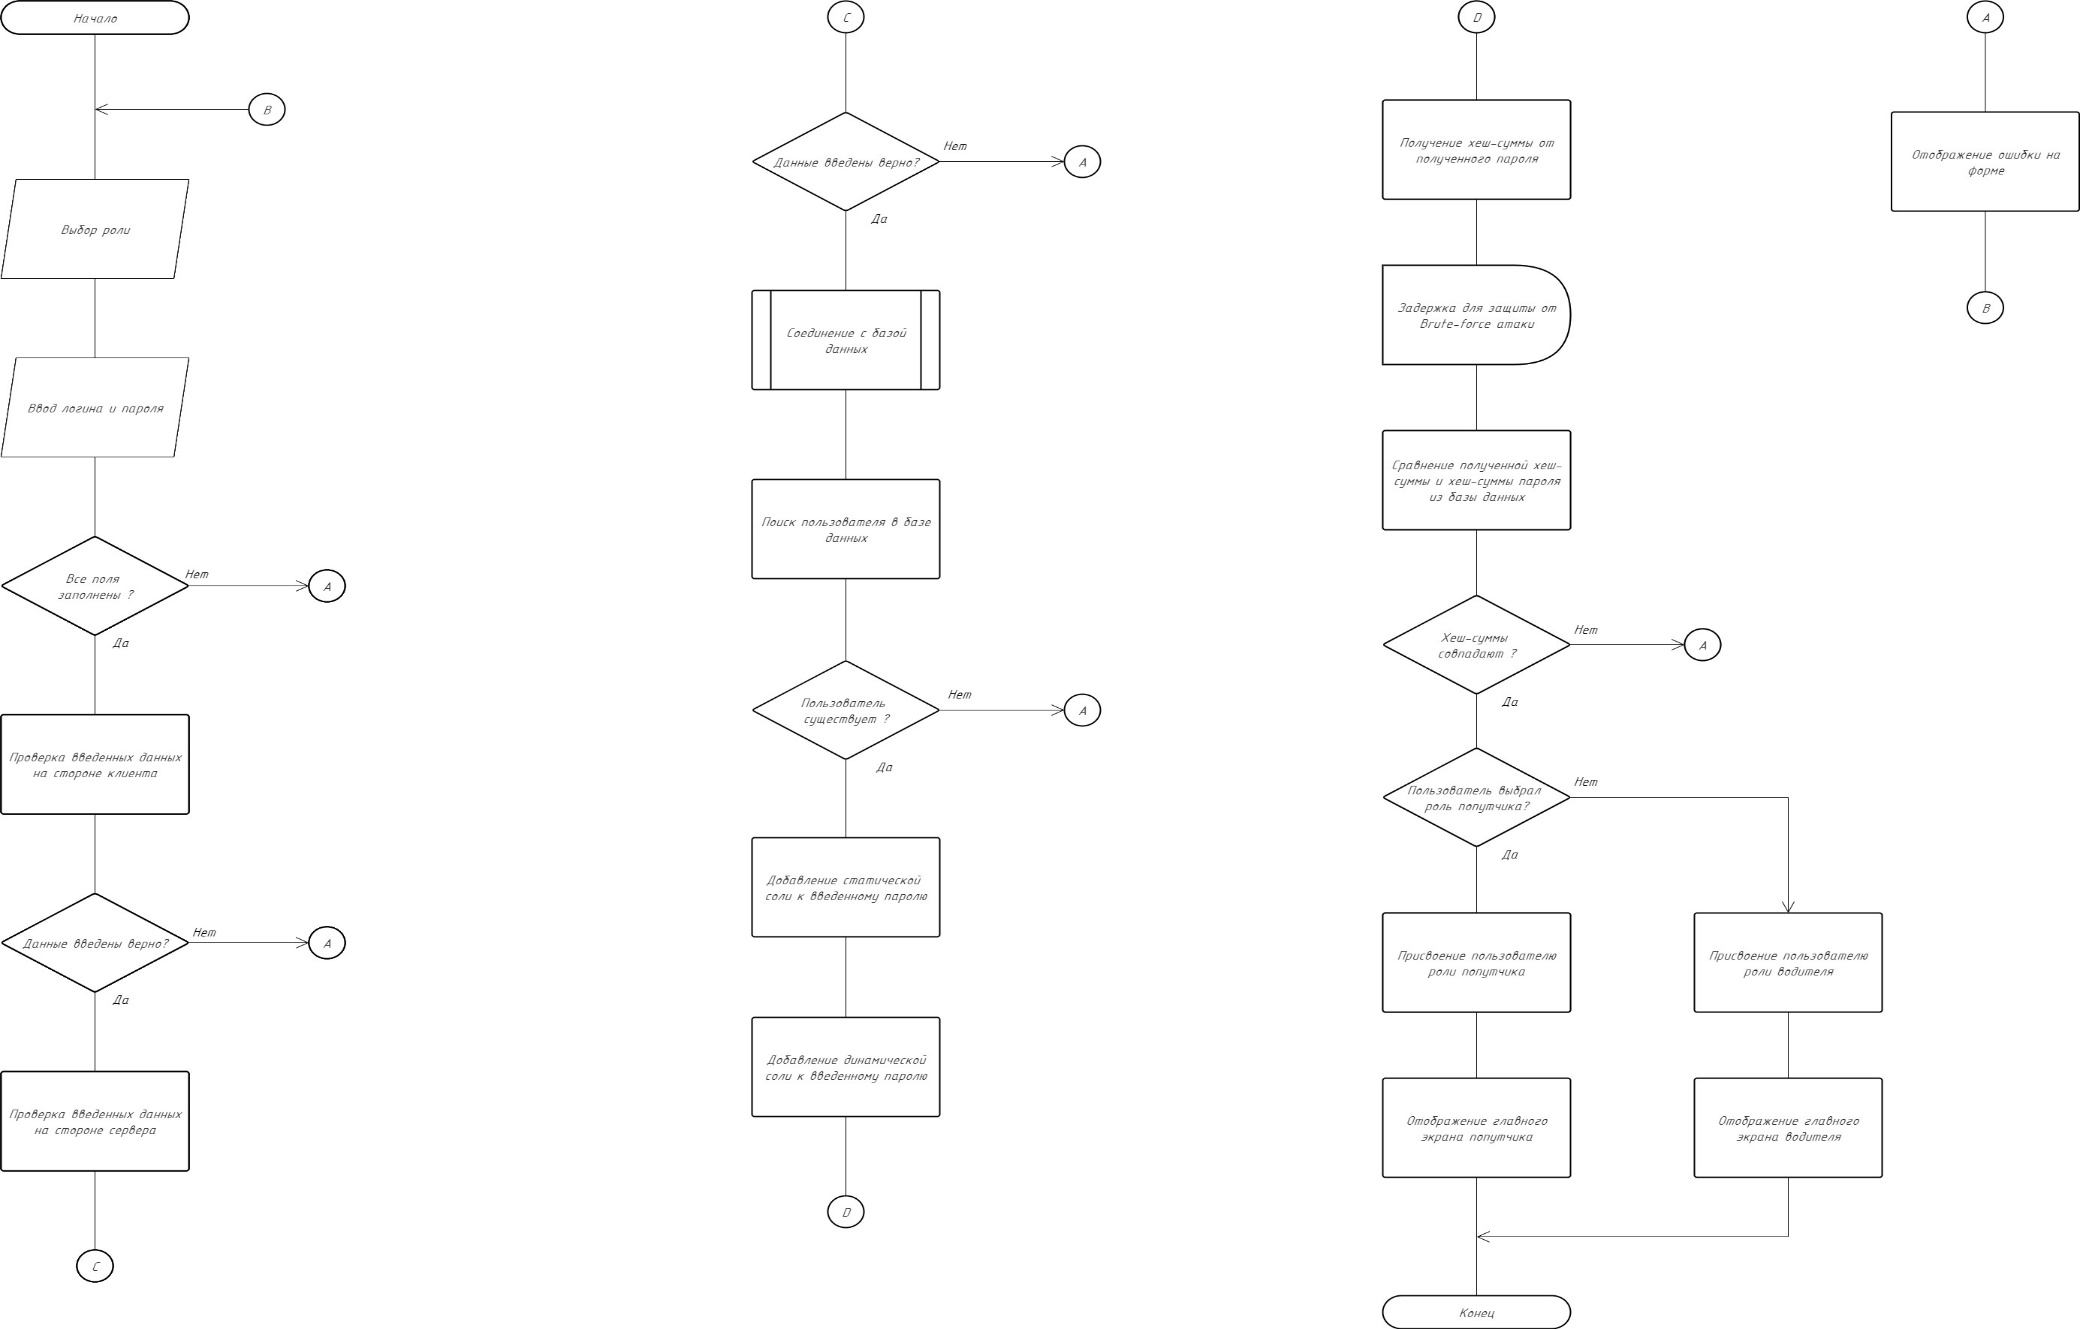 Начало
B
Выбор роли
Ввод логина и пароля
Все поля
заполнены ?
Нет
A
Да
Проверка введенных данных
на стороне клиента
Данные введены верно?
Нет
A
Да
Проверка введенных данных
на стороне сервера
C
C
Данные введены верно?
Нет
A
Да
Соединение с базой
данных
Поиск пользователя в базе
данных
Пользователь
существует ?
Нет
A
Да
Добавление статической
соли к введенному паролю
Добавление динамической
соли к введенному паролю
D
D
Получение хеш-суммы от
полученного пароля
Задержка для защиты от
Brute-force атаки
Сравнение полученной хеш-
суммы и хеш-суммы пароля
из базы данных
Хеш-суммы
совпадают ?
Нет
A
Да
Пользователь выбрал
роль попутчика?
Нет
Да
Присвоение пользователю
роли попутчика
Присвоение пользователю
роли водителя
Отображение главного
экрана попутчика
Отображение главного
экрана водителя
Конец
A
Отображение ошибки на
форме
B